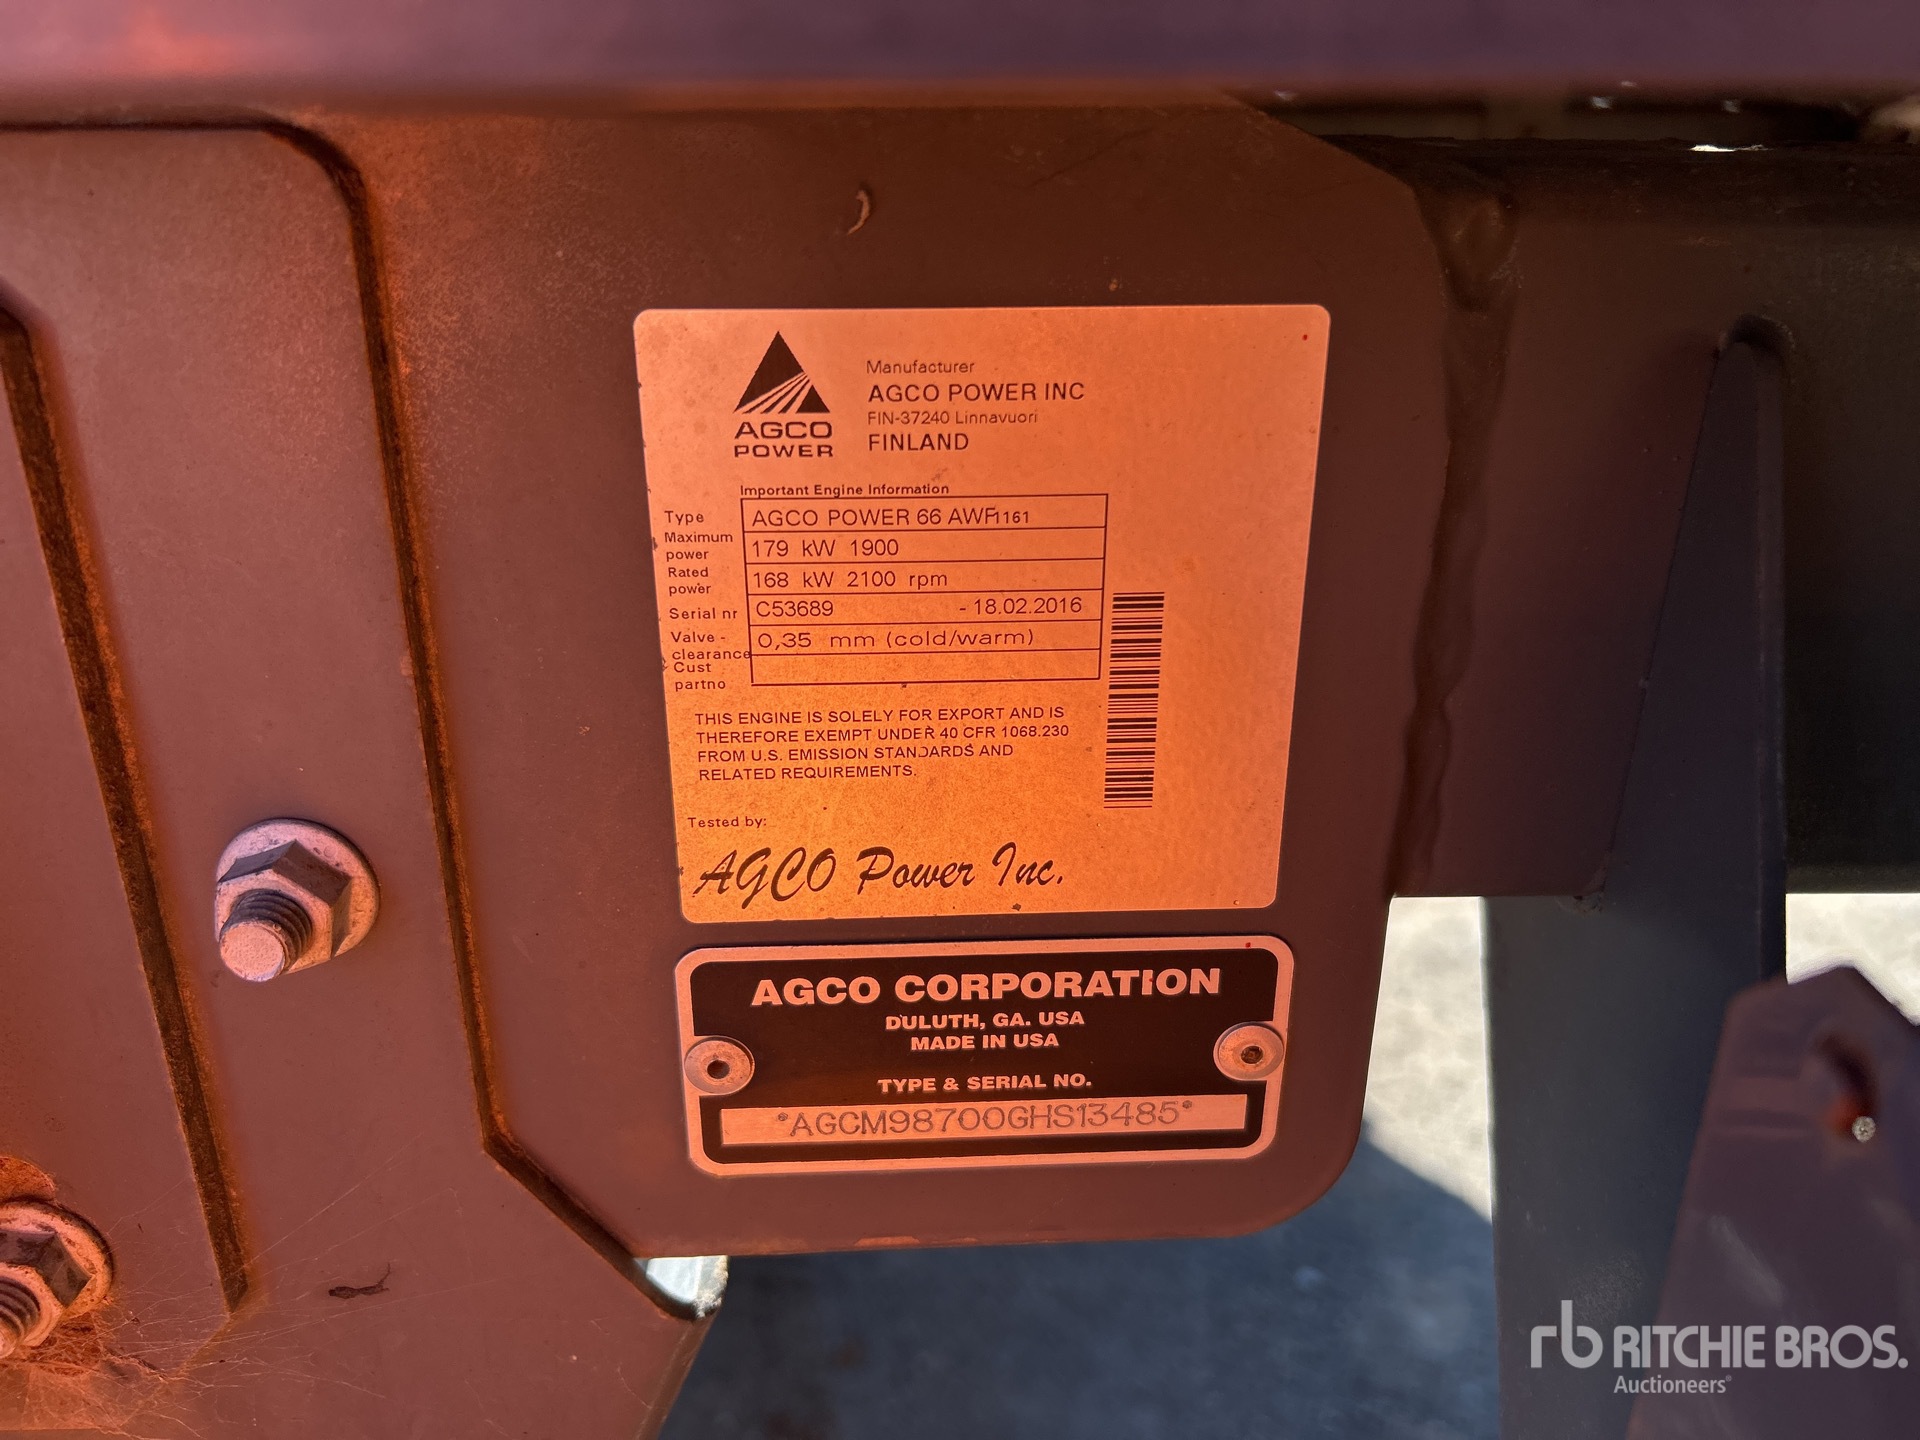 AGCO
POWER
Manufacturer
AGCO POWER INC
FIN-37240 Linnavuori
FINLAND
Important Engine Information
Type AGCO POWER 66 AWF1161
Maximum power 179 kW 1900
Rated power 168 kW 2100 rpm
Serial nr C53689 - 18.02.2016
Valve - clearance 0,35 mm (cold/warm)
Cust partno
THIS ENGINE IS SOLELY FOR EXPORT AND IS
THEREFORE EXEMPT UNDER 40 CFR 1068.230
FROM U.S. EMISSION STANDARDS AND
RELATED REQUIREMENTS.
Tested by:
AGCO Power Inc.
AGCO CORPORATION
DULUTH, GA. USA
MADE IN USA
TYPE & SERIAL NO.
*AGCM98700GHS13485*
rb RITCHIE BROS.
Auctioneers®